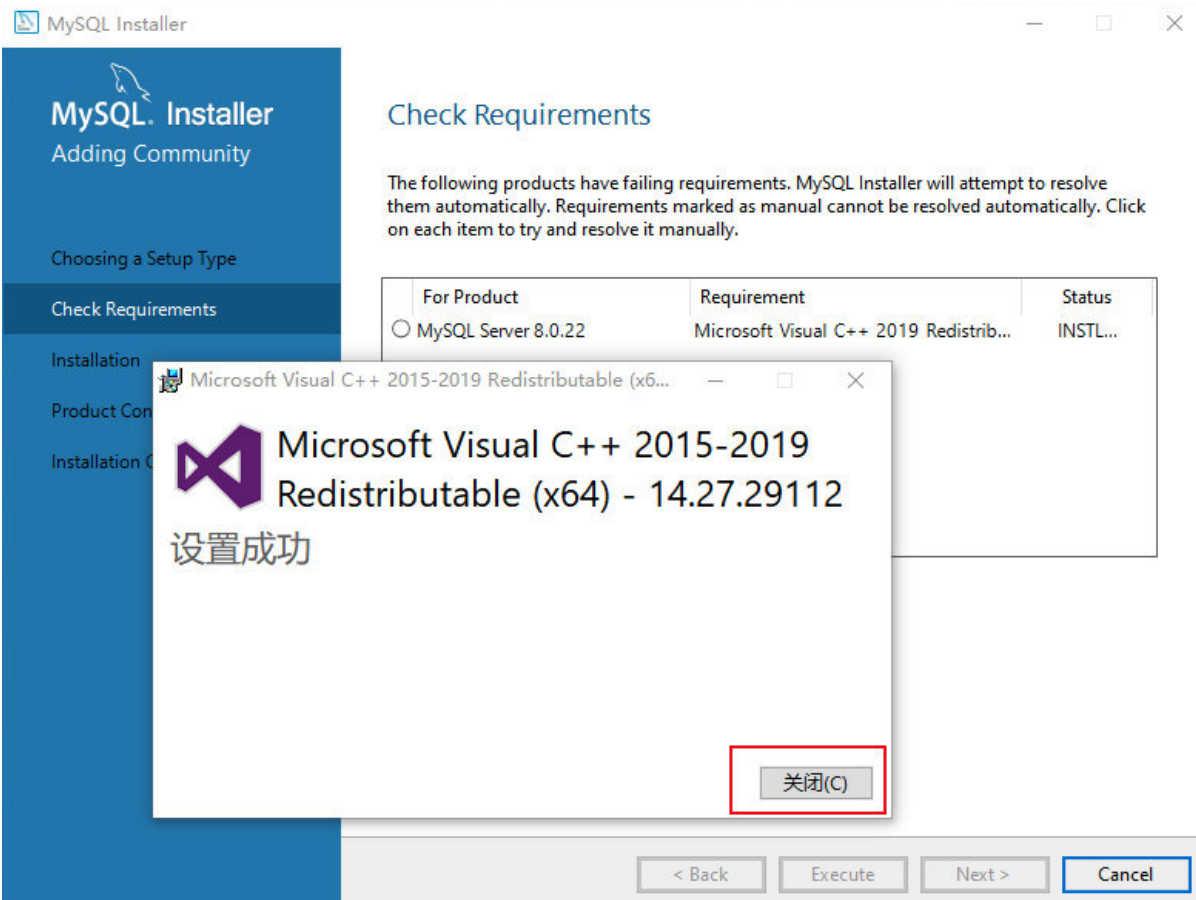 MySQL Installer
MySQL. Installer
Adding Community
Choosing a Setup Type
Check Requirements
Installation
Product Con
Installation
Check Requirements
The following products have failing requirements. MySQL Installer will attempt to resolve
them automatically. Requirements marked as manual cannot be resolved automatically. Click
on each item to try and resolve it manually.
For Product Requirement Status
MySQL Server 8.0.22 Microsoft Visual C++ 2019 Redistrib... INSTL...
Microsoft Visual C++ 2015-2019 Redistributable (x6...
Microsoft Visual C++ 2015-2019
Redistributable (x64) - 14.27.29112
设置成功
关闭(C)
< Back Execute Next > Cancel